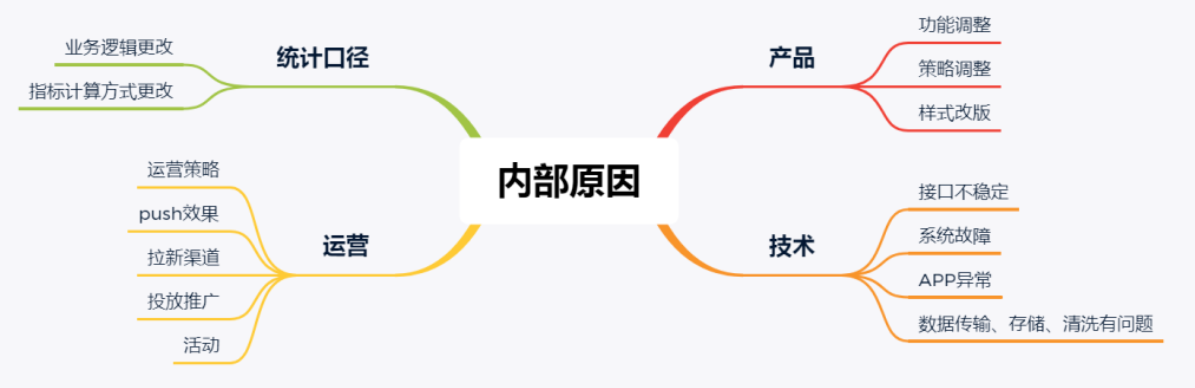 内部原因
统计口径
业务逻辑更改
指标计算方式更改
运营
运营策略
push效果
拉新渠道
投放推广
活动
产品
功能调整
策略调整
样式改版
技术
接口不稳定
系统故障
APP异常
数据传输、存储、清洗有问题